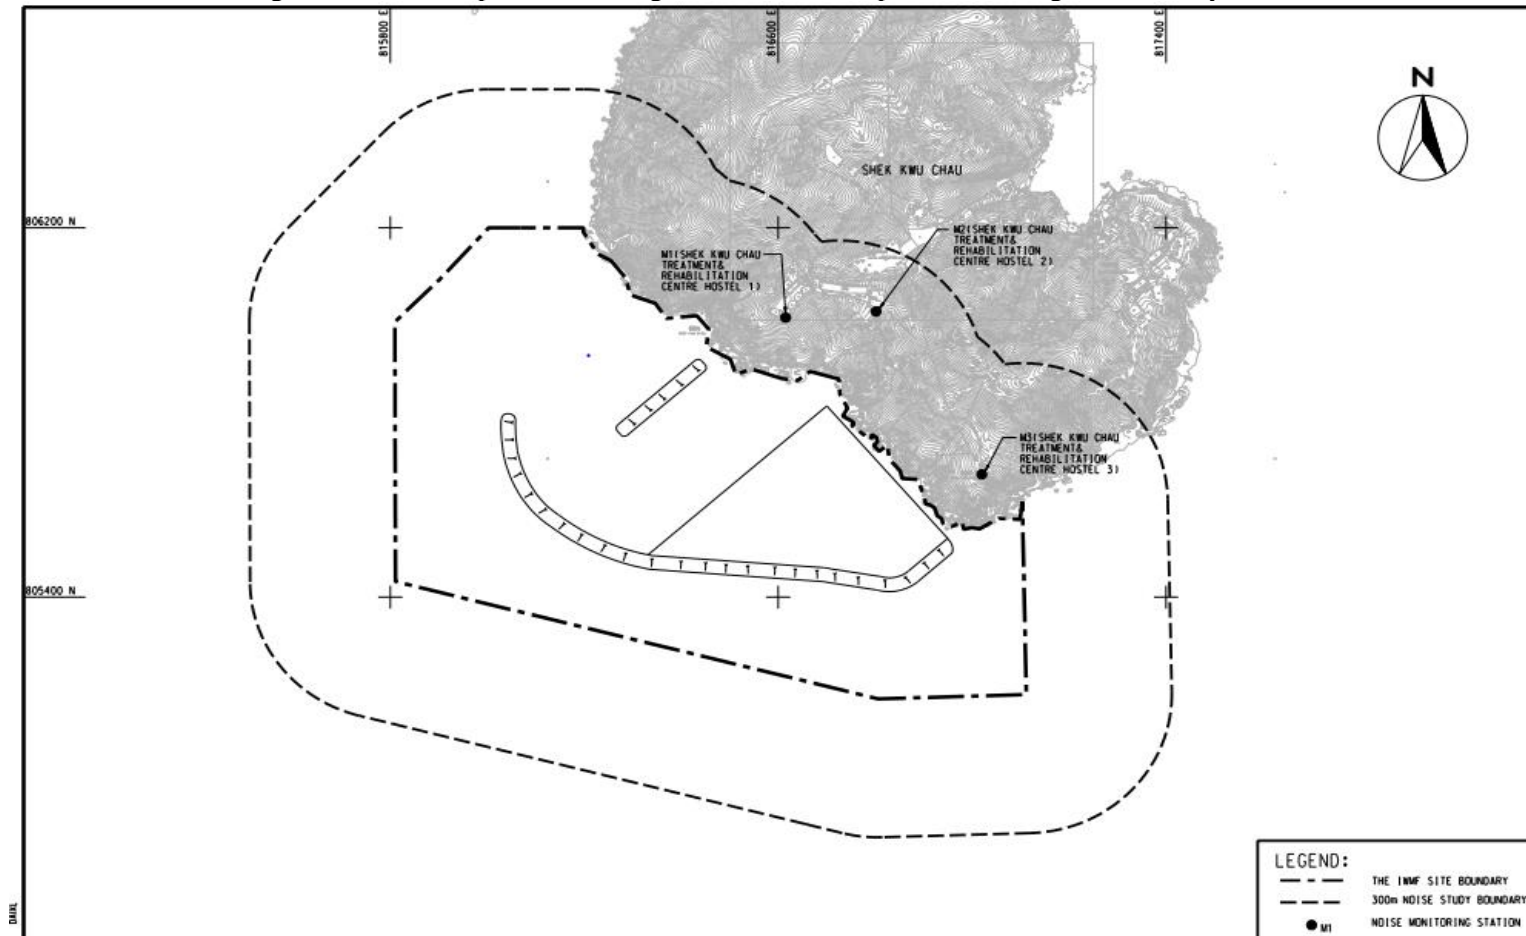 815800 E
816600 E
817400 E
N
SHEK KWU CHAU
806200 N
M1(SHEK KWU CHAU
TREATMENT&
REHABILITATION
CENTRE HOSTEL 1)
M2(SHEK KWU CHAU
TREATMENT&
REHABILITATION
CENTRE HOSTEL 2)
M3(SHEK KWU CHAU
TREATMENT&
REHABILITATION
CENTRE HOSTEL 3)
805400 N
LEGEND:
THE IWMF SITE BOUNDARY
300m NOISE STUDY BOUNDARY
M1 NOISE MONITORING STATION